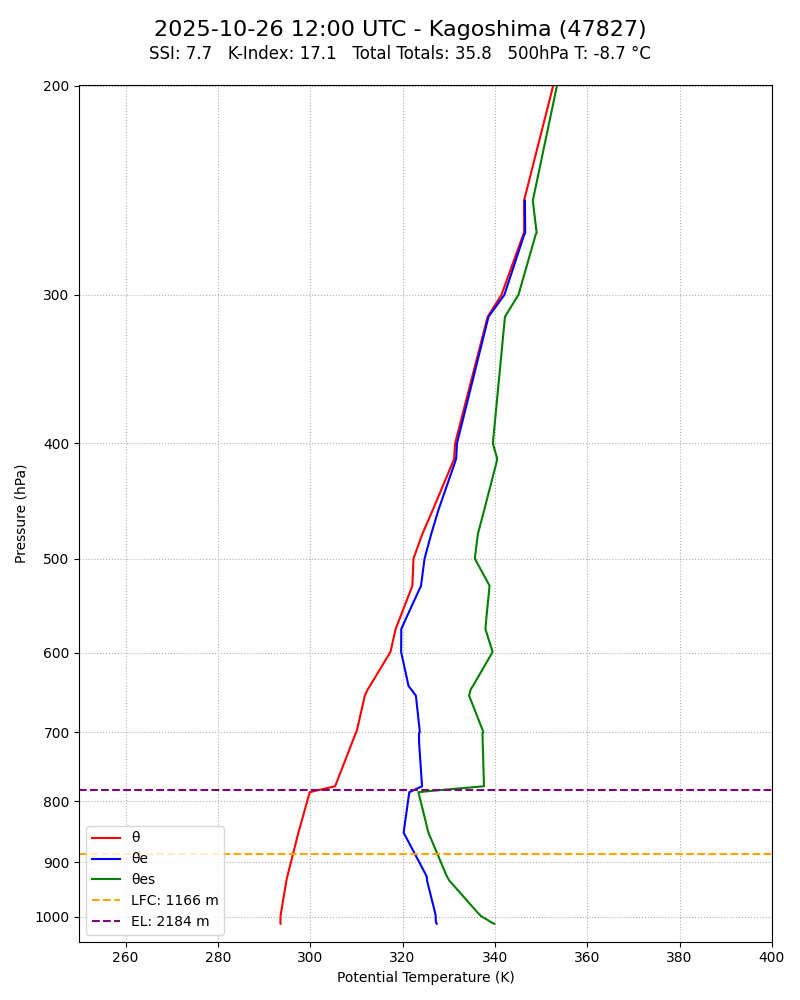 2025-10-26 12:00 UTC - Kagoshima (47827)
SSI: 7.7 K-Index: 17.1 Total Totals: 35.8 500hPa T: -8.7 °C
200
300
400
500
600
700
800
900
1000
Pressure (hPa)
θ
θe
θes
LFC: 1166 m
EL: 2184 m
260 280 300 320 340 360 380 400
Potential Temperature (K)